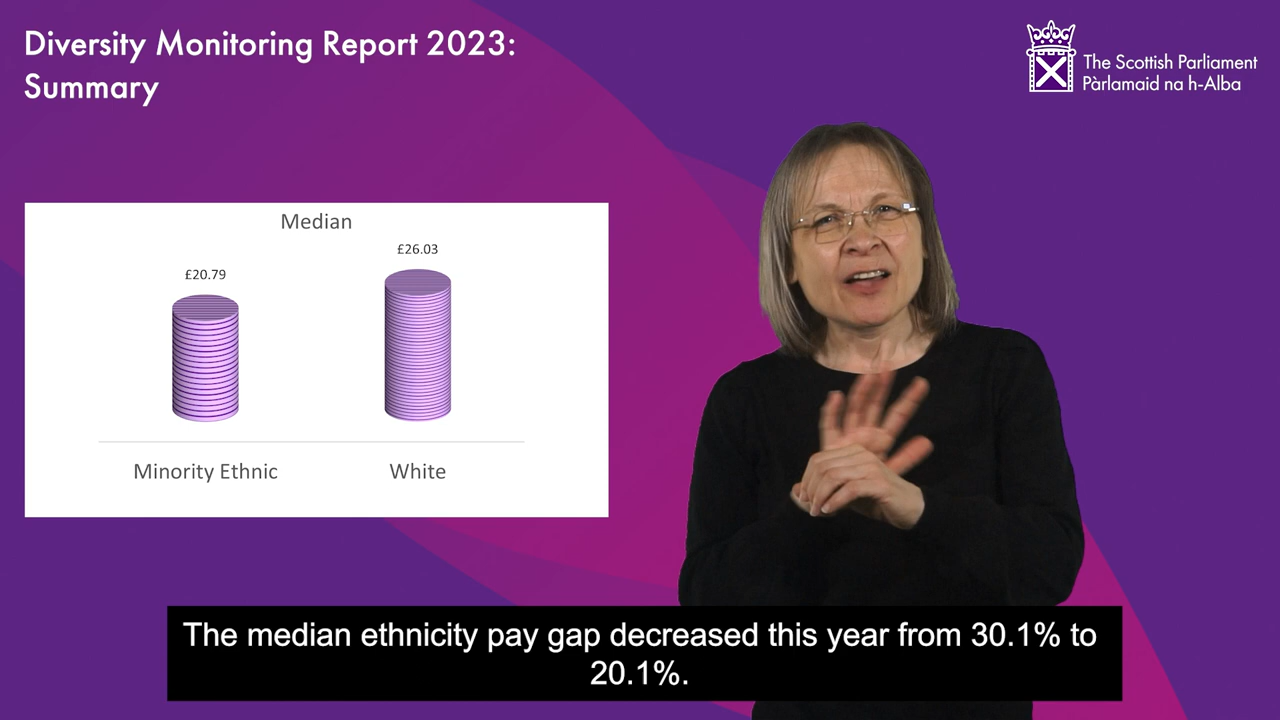 Diversity Monitoring Report 2023:
Summary
The Scottish Parliament
Pàrlamaid na h-Alba
Median
£20.79
£26.03
Minority Ethnic
White
The median ethnicity pay gap decreased this year from 30.1% to
20.1%.